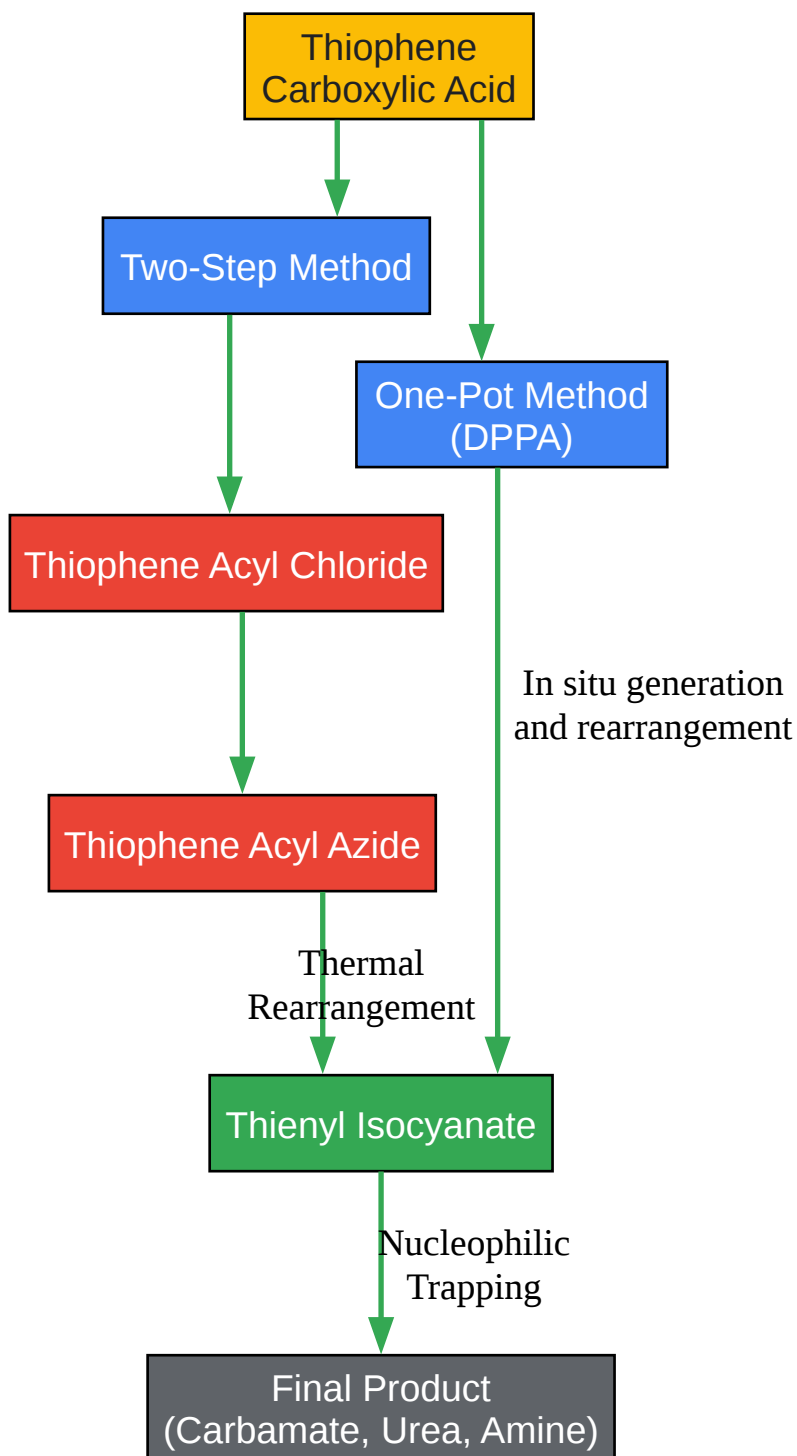 Thiophene
Carboxylic Acid
Two-Step Method
One-Pot Method
(DPPA)
Thiophene Acyl Chloride
In situ generation
and rearrangement
Thiophene Acyl Azide
Thermal
Rearrangement
Thienyl Isocyanate
Nucleophilic
Trapping
Final Product
(Carbamate, Urea, Amine)